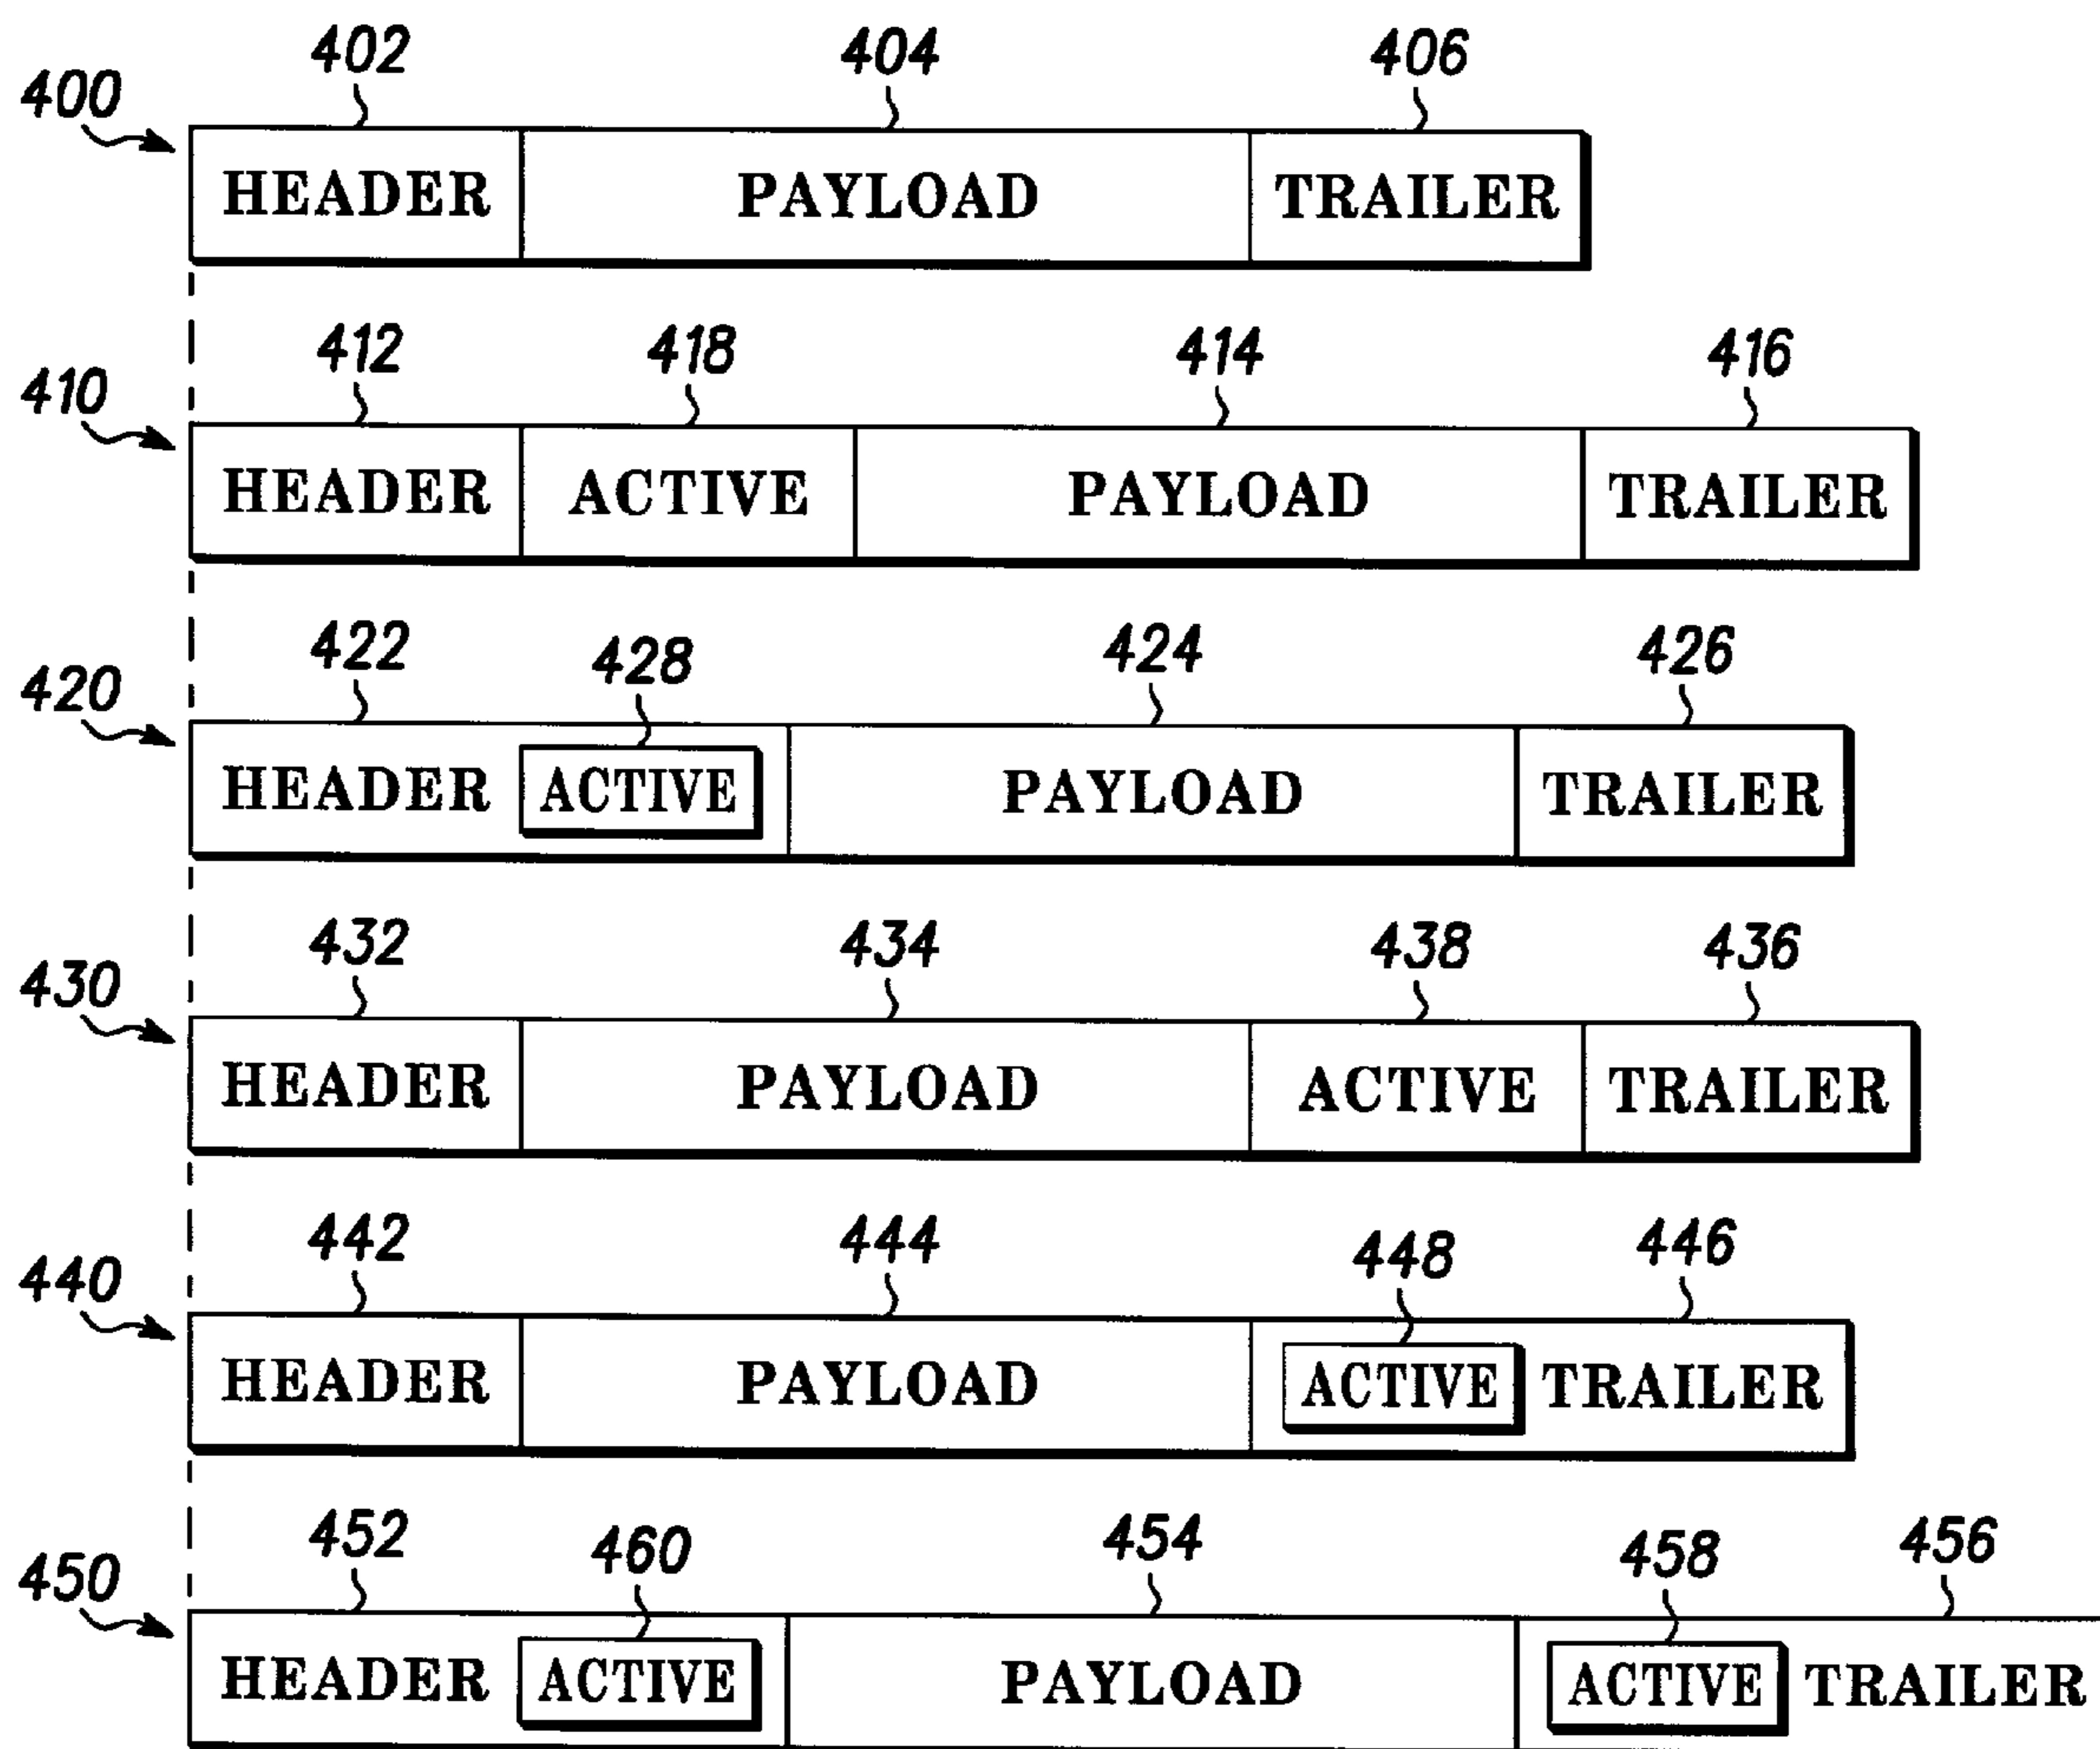 402 404 406
400
HEADER PAYLOAD TRAILER
412 418 414 416
410
HEADER ACTIVE PAYLOAD TRAILER
422 428 424 426
420
HEADER ACTIVE PAYLOAD TRAILER
432 434 438 436
430
HEADER PAYLOAD ACTIVE TRAILER
442 444 448 446
440
HEADER PAYLOAD ACTIVE TRAILER
452 460 454 458 456
450
HEADER ACTIVE PAYLOAD ACTIVE TRAILER